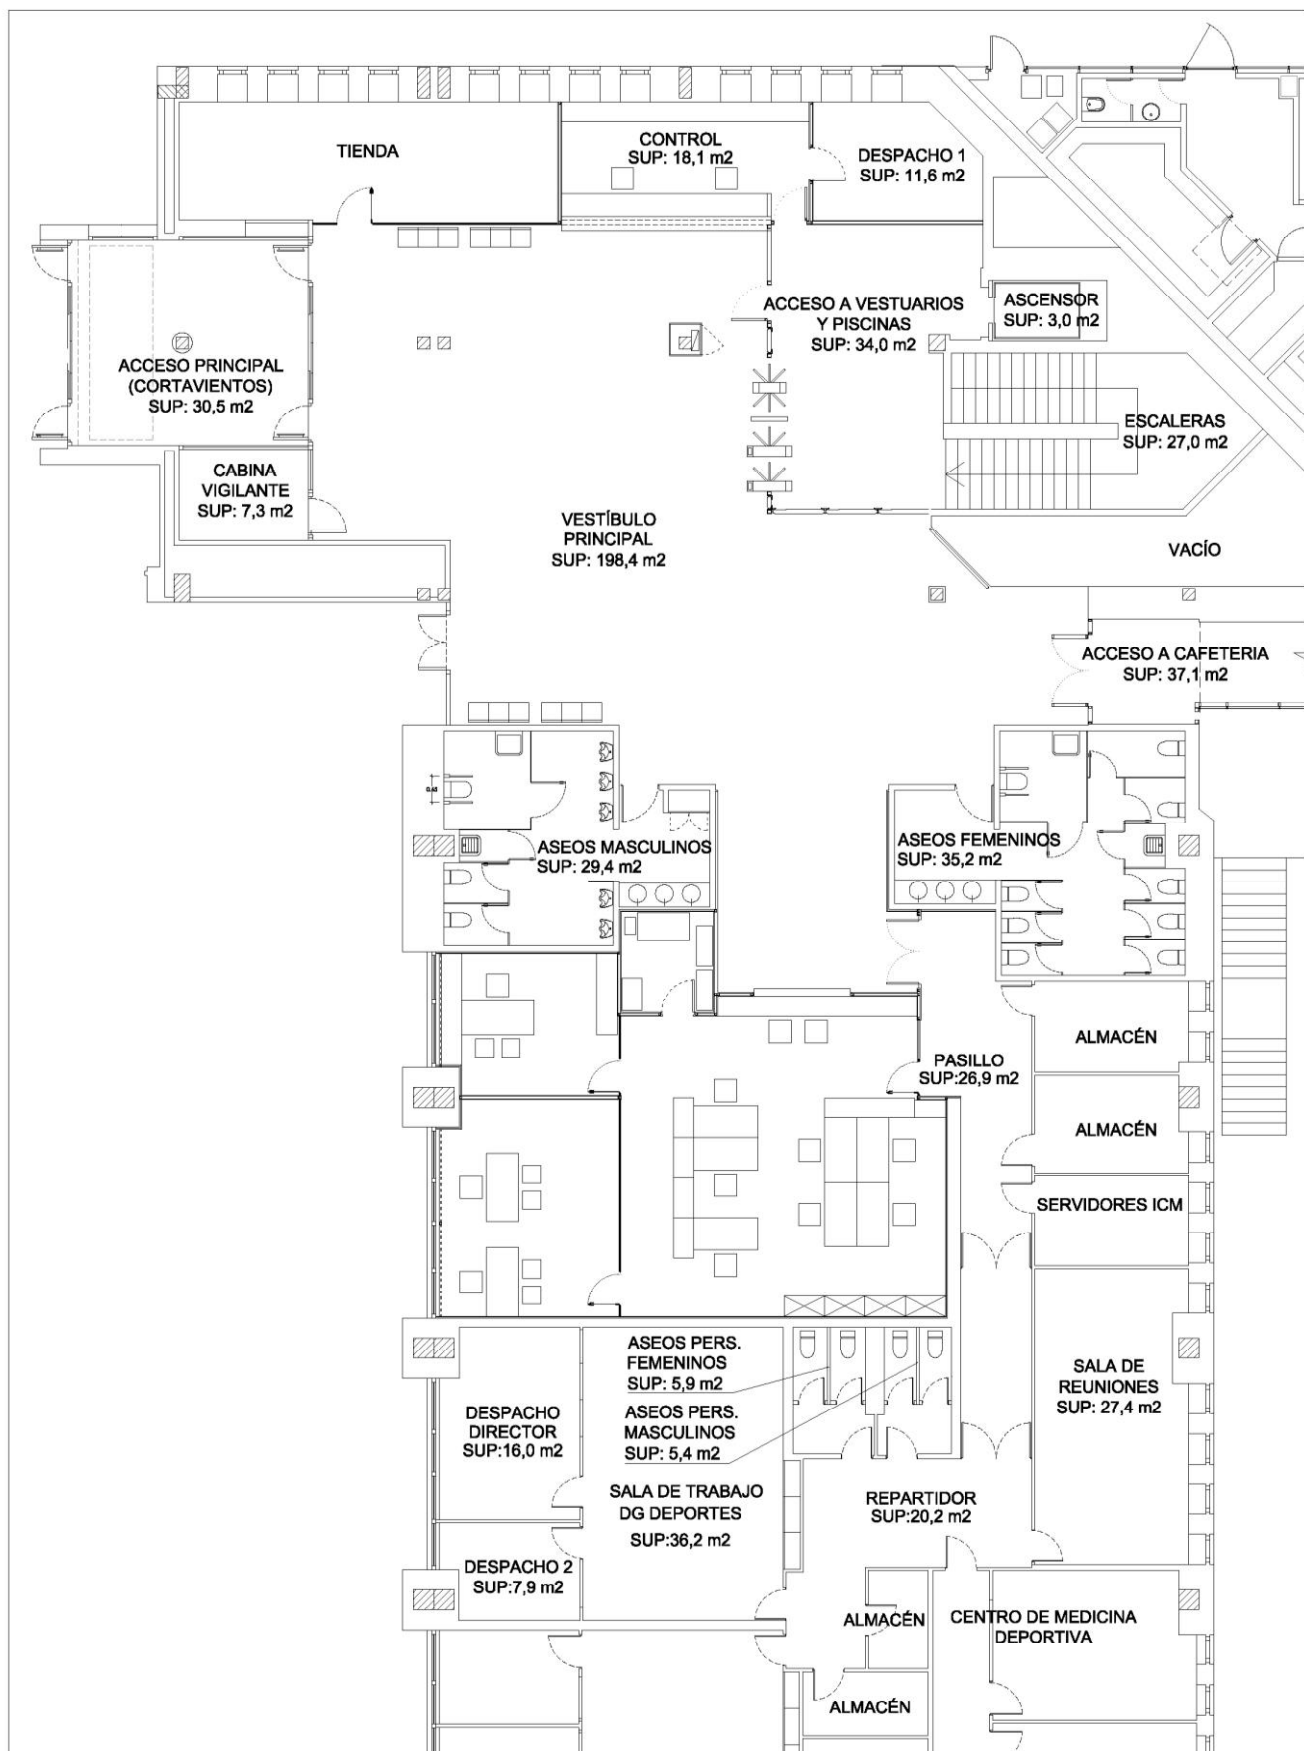 TIENDA
CONTROL
SUP: 18,1 m2
DESPACHO 1
SUP: 11,6 m2
ACCESO PRINCIPAL
(CORTAVIENTOS)
SUP: 30,5 m2
ACCESO A VESTUARIOS
Y PISCINAS
SUP: 34,0 m2
ASCENSOR
SUP: 3,0 m2
ESCALERAS
SUP: 27,0 m2
CABINA
VIGILANTE
SUP: 7,3 m2
VESTÍBULO
PRINCIPAL
SUP: 198,4 m2
VACÍO
ACCESO A CAFETERIA
SUP: 37,1 m2
ASEOS MASCULINOS
SUP: 29,4 m2
ASEOS FEMENINOS
SUP: 35,2 m2
ALMACÉN
PASILLO
SUP:26,9 m2
ALMACÉN
SERVIDORES ICM
ASEOS PERS.
FEMENINOS
SUP: 5,9 m2
ASEOS PERS.
MASCULINOS
SUP: 5,4 m2
SALA DE
REUNIONES
SUP: 27,4 m2
DESPACHO
DIRECTOR
SUP:16,0 m2
SALA DE TRABAJO
DG DEPORTES
SUP:36,2 m2
REPARTIDOR
SUP:20,2 m2
DESPACHO 2
SUP:7,9 m2
ALMACÉN
CENTRO DE MEDICINA
DEPORTIVA
ALMACÉN